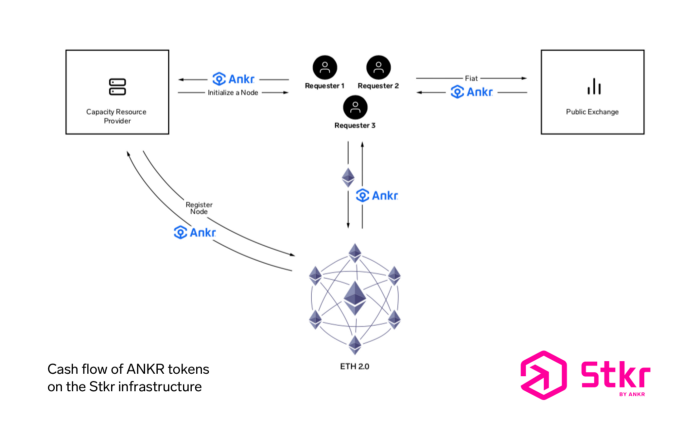 Ankr
Initialize a Node
Capacity Resource
Provider
Requester 1
Requester 2
Requester 3
Fiat
Ankr
Public Exchange
Ankr
Register
Node
Ankr
ETH 2.0
Cash flow of ANKR tokens
on the Stkr infrastructure
Stkr
BY ANKR